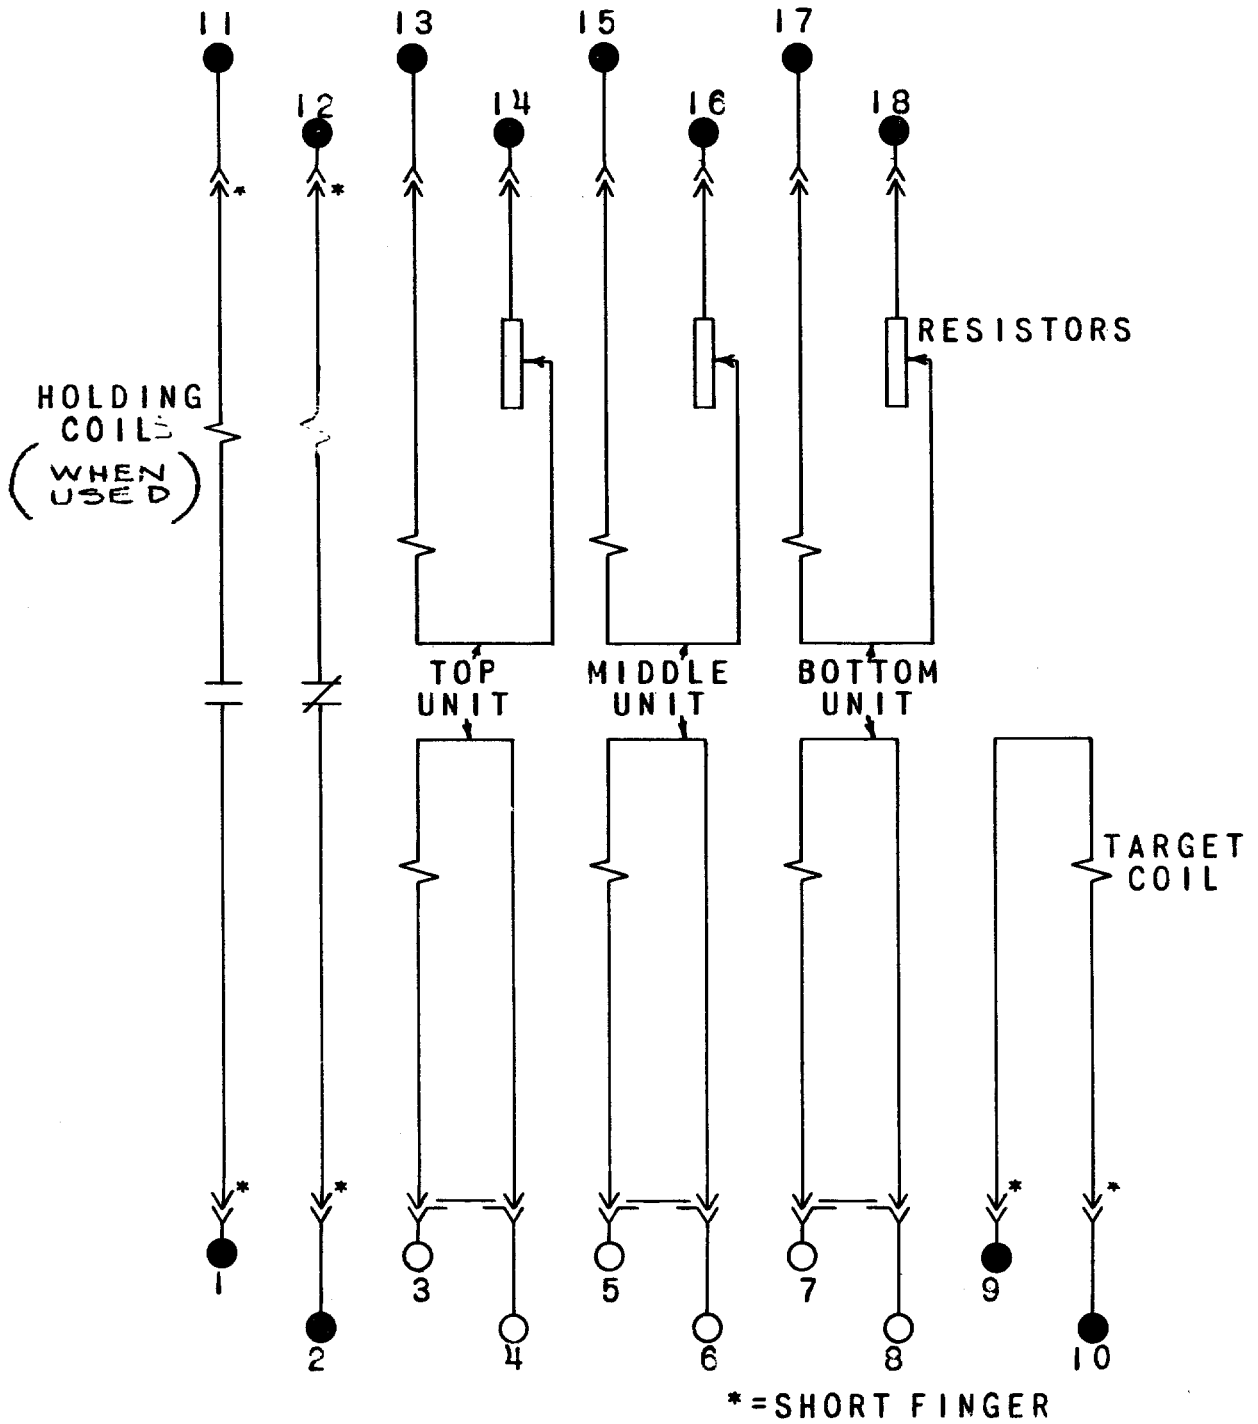 11
13
15
17
12
14
16
18
*
*
RESISTORS
HOLDING
COILS
(WHEN
USED)
TOP
UNIT
MIDDLE
UNIT
BOTTOM
UNIT
TARGET
COIL
*
*
*
*
1
3
5
7
9
2
4
6
8
10
*=SHORT FINGER